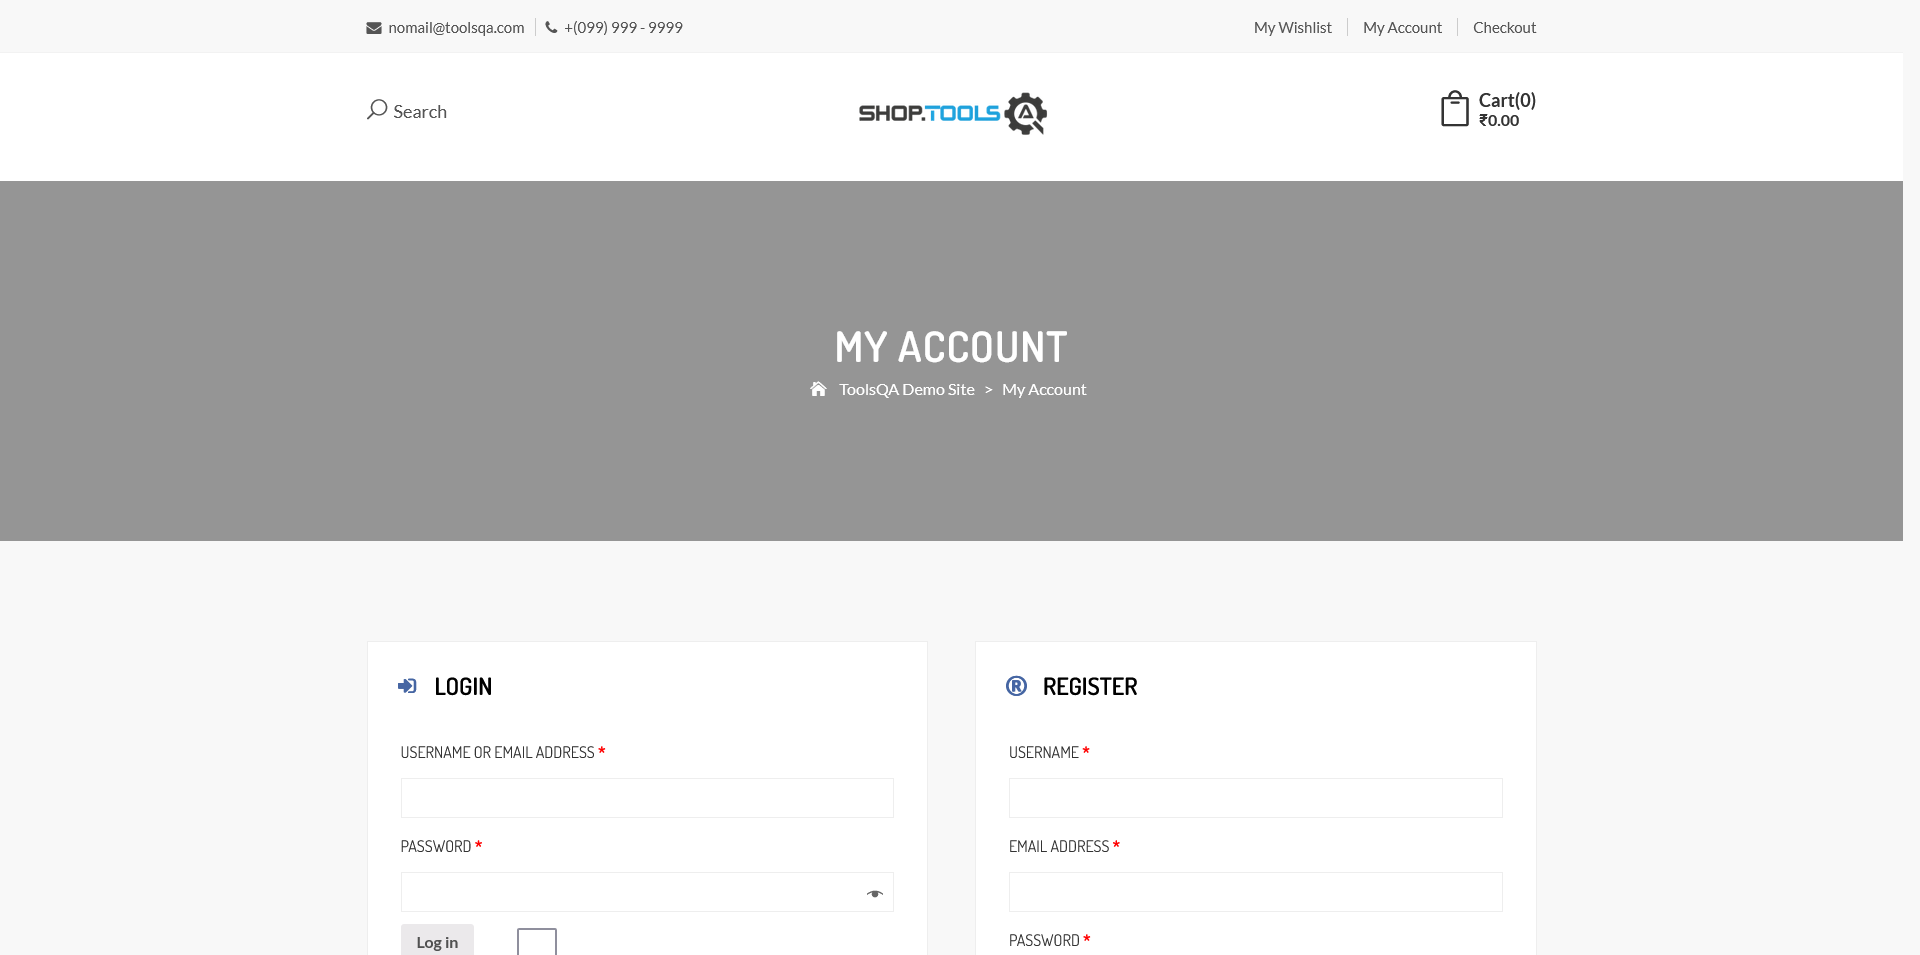 nomail@toolsqa.com
+(099) 999 - 9999
My Wishlist
My Account
Checkout
Search
SHOP.TOOLS
Cart(0)
₹0.00
MY ACCOUNT
ToolsQA Demo Site > My Account
LOGIN
USERNAME OR EMAIL ADDRESS *
PASSWORD *
Log in
REGISTER
USERNAME *
EMAIL ADDRESS *
PASSWORD *